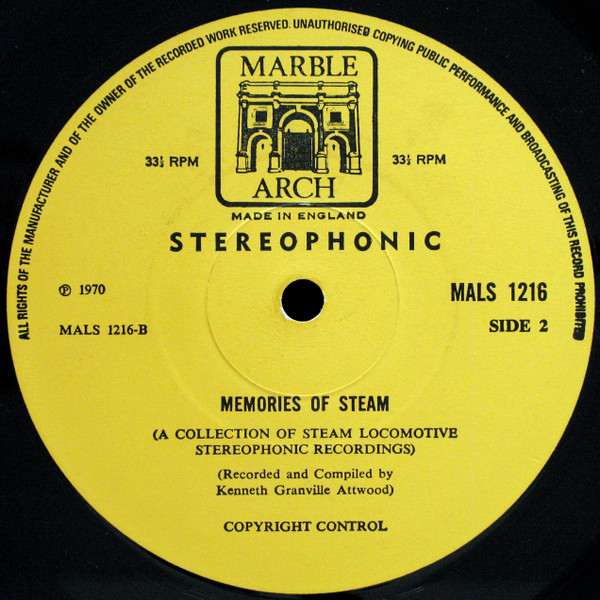 ALL RIGHTS OF THE MANUFACTURER AND OF THE OWNER OF THE RECORDED WORK RESERVED. UNAUTHORISED COPYING PUBLIC PERFORMANCE AND BROADCASTING OF THIS RECORD PROHIBITED
MARBLE
ARCH
33⅓ RPM
33⅓ RPM
MADE IN ENGLAND
STEREOPHONIC
℗ 1970
MALS 1216
MALS 1216-B
SIDE 2
MEMORIES OF STEAM
(A COLLECTION OF STEAM LOCOMOTIVE
STEREOPHONIC RECORDINGS)
(Recorded and Compiled by
Kenneth Granville Attwood)
COPYRIGHT CONTROL